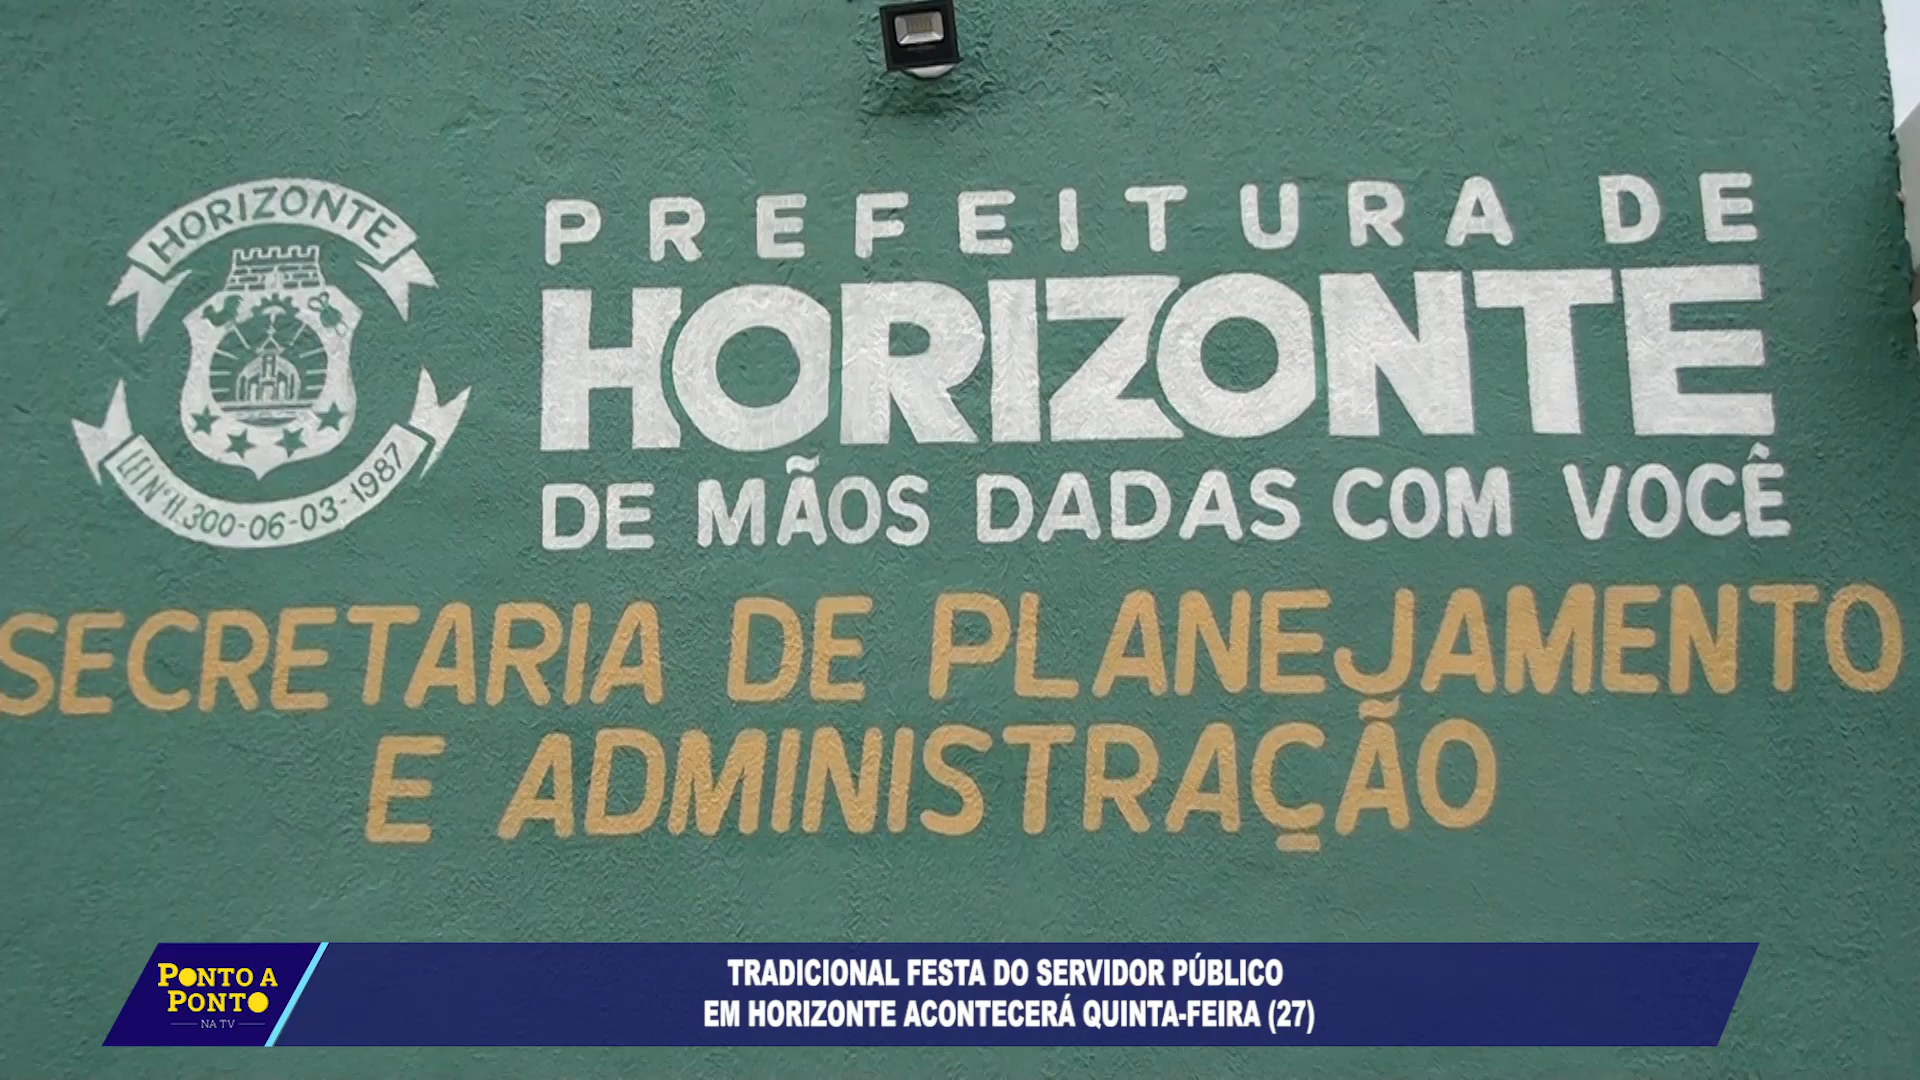 HORIZONTE
LEI Nº 11.300-06-03-1987
PREFEITURA DE
HORIZONTE
DE MÃOS DADAS COM VOCÊ
SECRETARIA DE PLANEJAMENTO
E ADMINISTRAÇÃO
PONTO A
PONTO
NA TV
TRADICIONAL FESTA DO SERVIDOR PÚBLICO
EM HORIZONTE ACONTECERÁ QUINTA-FEIRA (27)